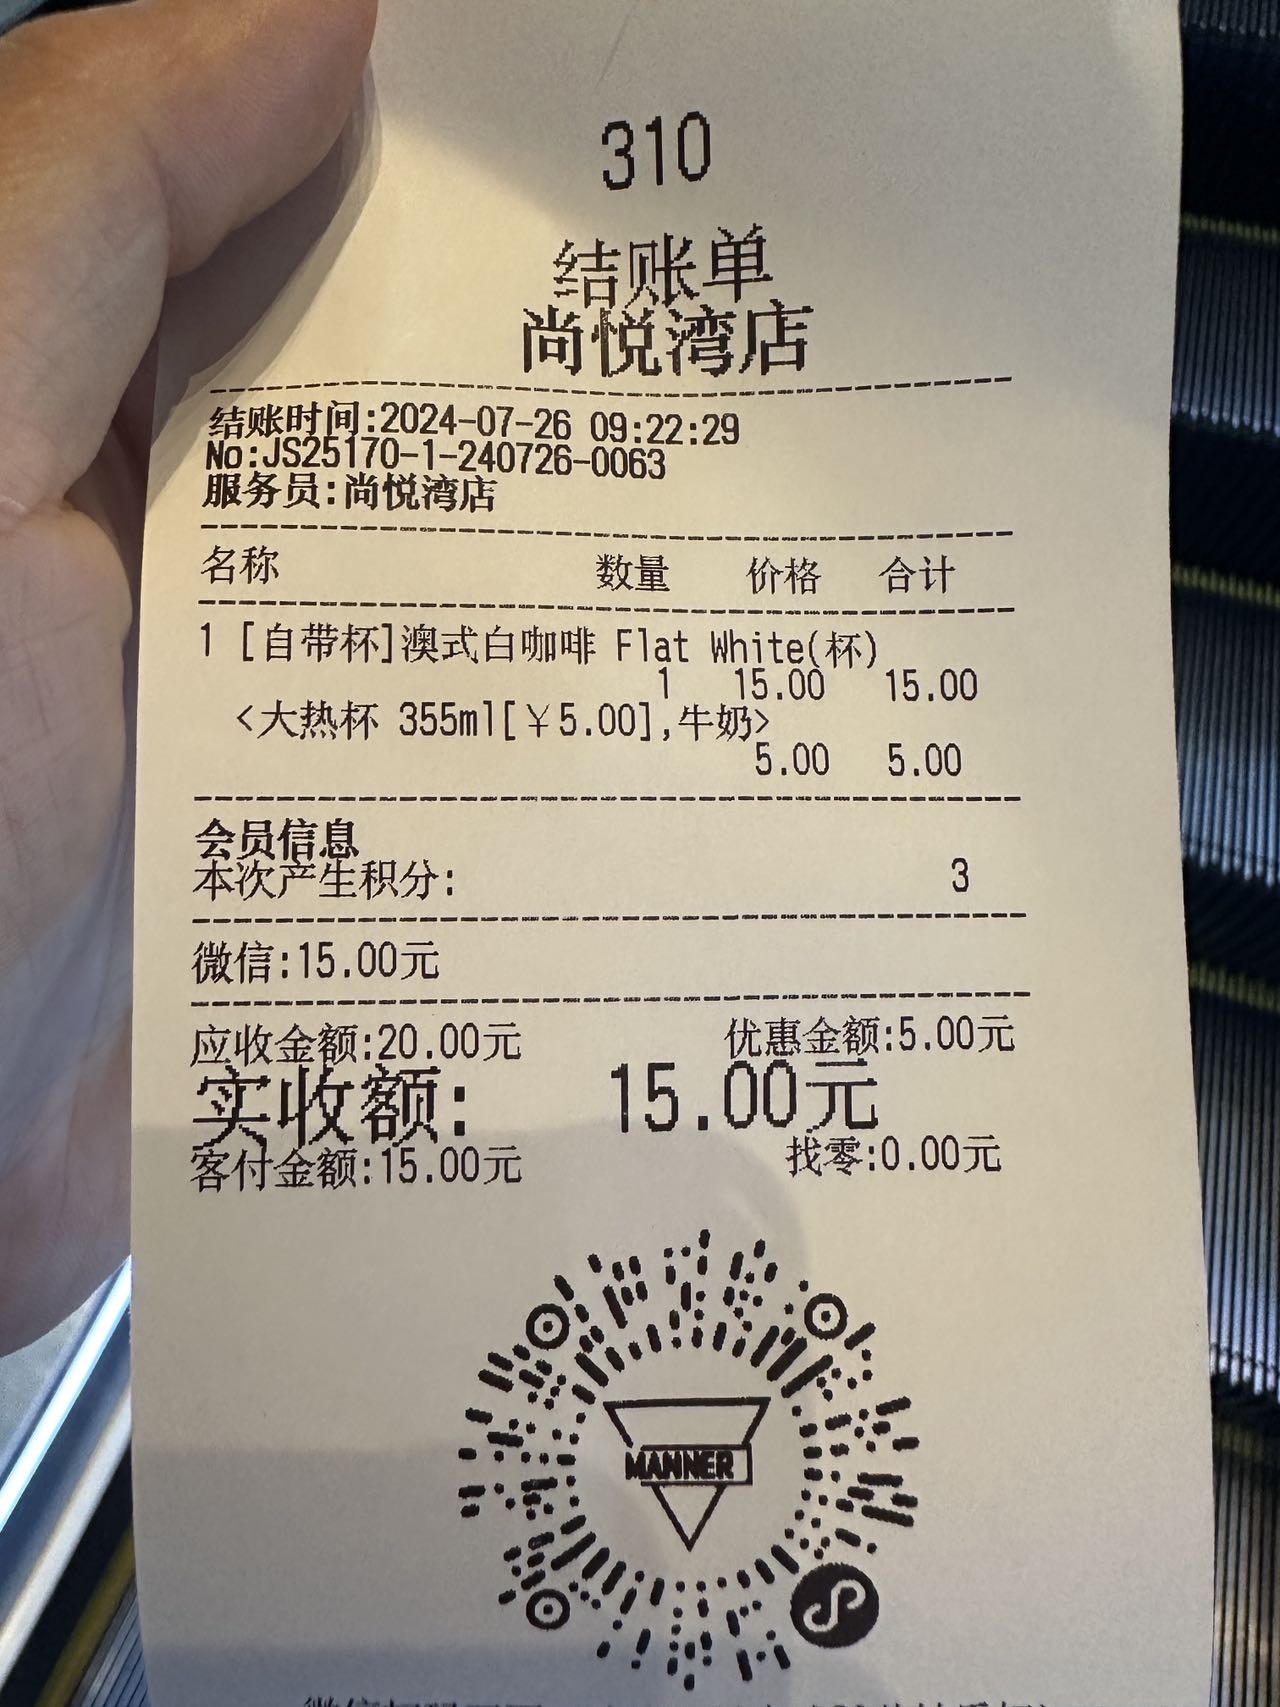 310
结账单
尚悦湾店
结账时间:2024-07-26 09:22:29
No:JS25170-1-240726-0063
服务员:尚悦湾店
名称 数量 价格 合计
1 [自带杯]澳式白咖啡 Flat White(杯)
1 15.00 15.00
<大热杯 355ml[￥5.00],牛奶>
5.00 5.00
会员信息
本次产生积分: 3
微信:15.00元
应收金额:20.00元 优惠金额:5.00元
实收额: 15.00元
客付金额:15.00元 找零:0.00元
MANNER